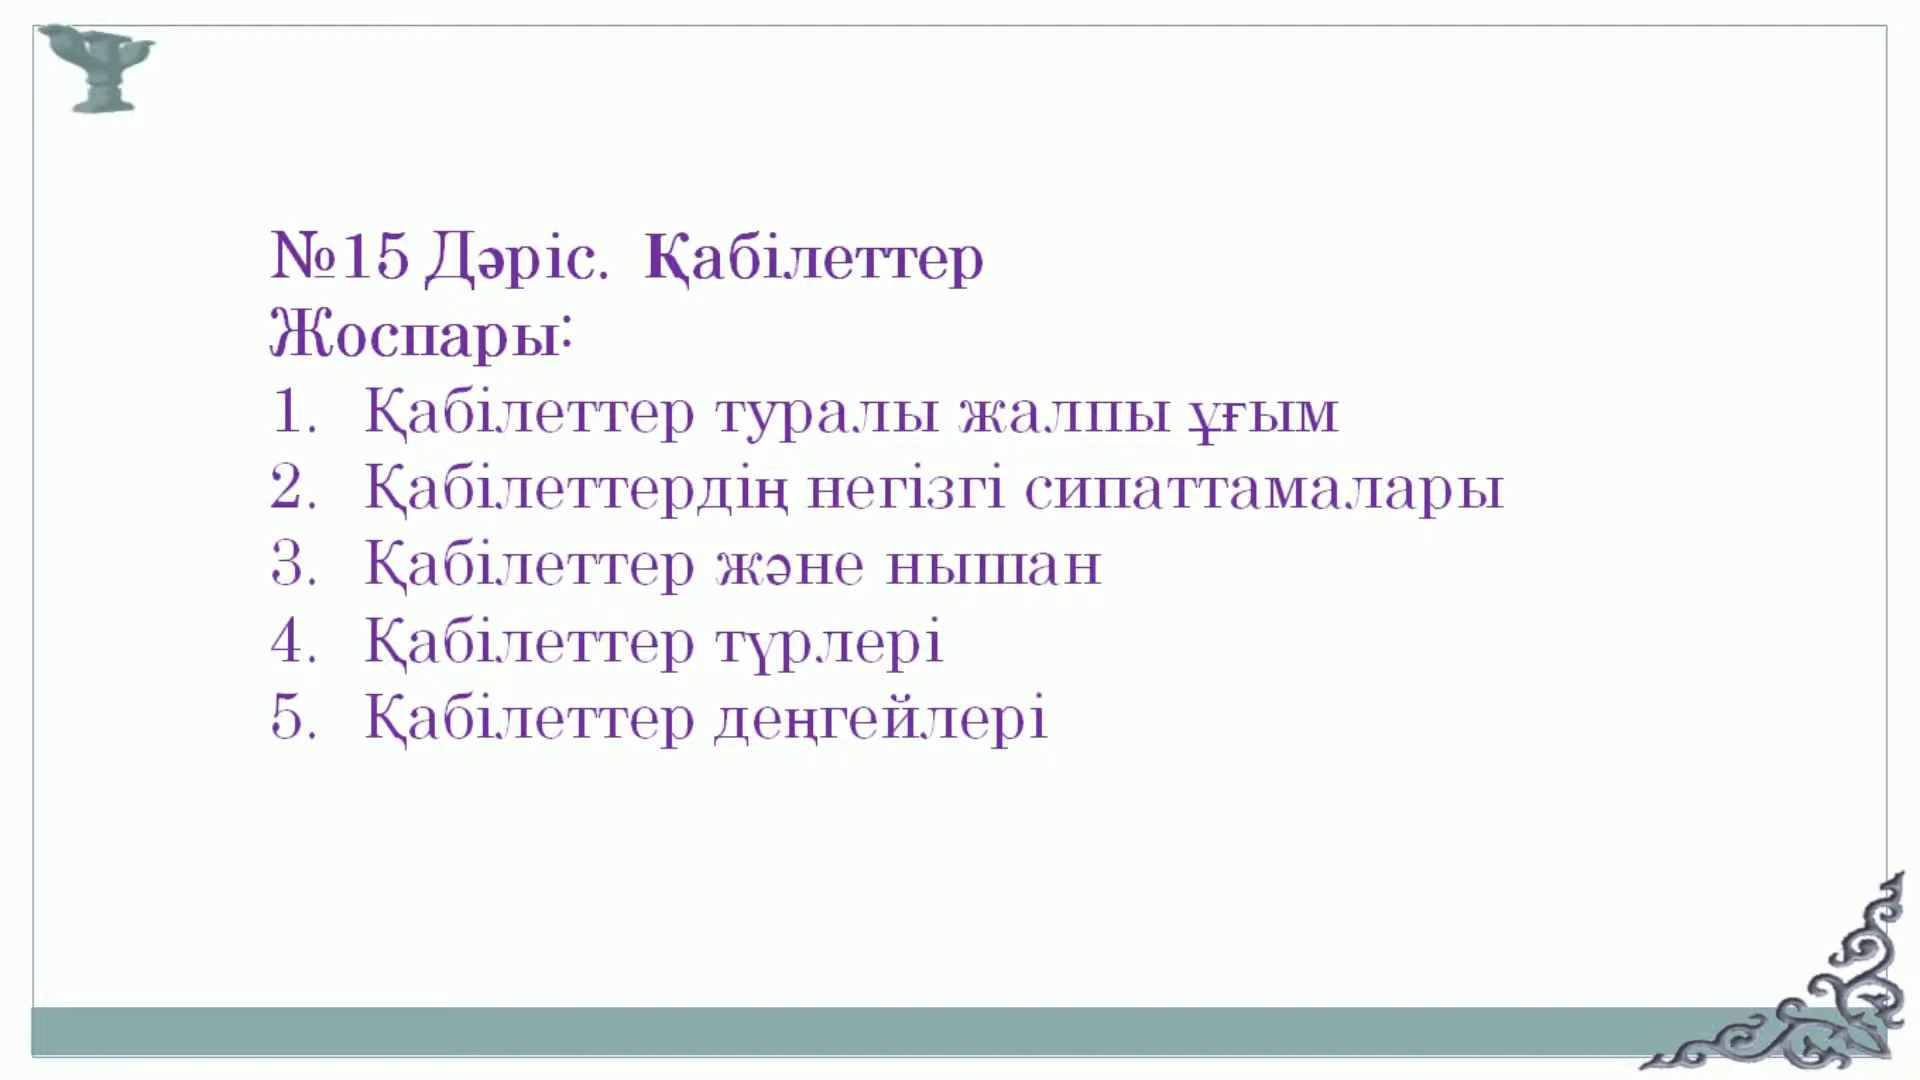 №15 Дәріс. Қабілеттер
Жоспары:
1. Қабілеттер туралы жалпы ұғым
2. Қабілеттердің негізгі сипаттамалары
3. Қабілеттер және нышан
4. Қабілеттер түрлері
5. Қабілеттер деңгейлері